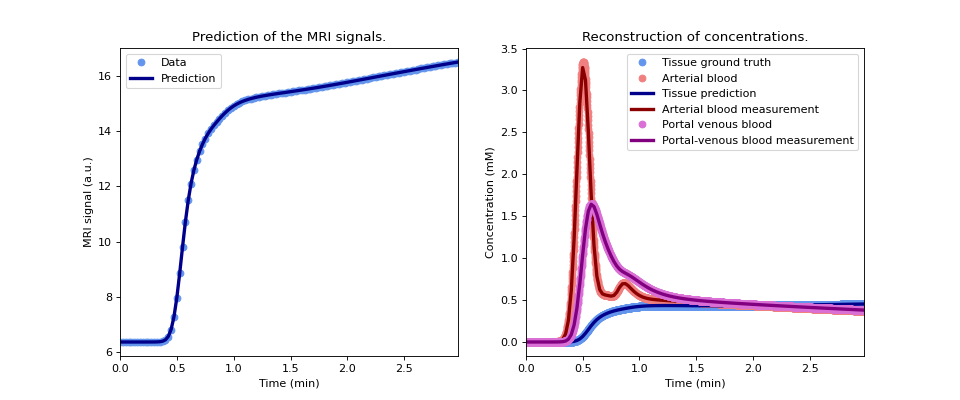 Prediction of the MRI signals.
Data
Prediction
16
14
12
10
8
6
MRI signal (a.u.)
0.0
0.5
1.0
1.5
2.0
2.5
Time (min)
Reconstruction of concentrations.
Tissue ground truth
Arterial blood
Tissue prediction
Arterial blood measurement
Portal venous blood
Portal-venous blood measurement
3.5
3.0
2.5
2.0
1.5
1.0
0.5
0.0
Concentration (mM)
0.0
0.5
1.0
1.5
2.0
2.5
Time (min)